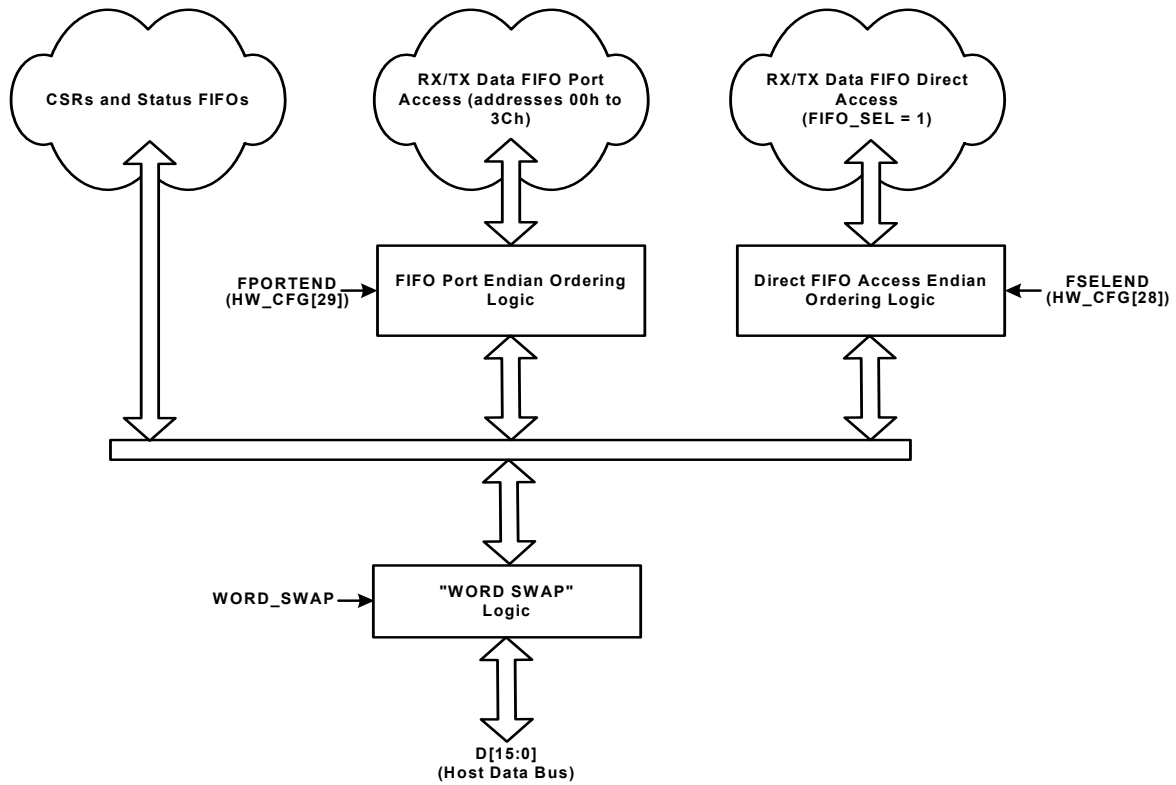 CSRs and Status FIFOs
RX/TX Data FIFO Port
Access (addresses 00h to
3Ch)
RX/TX Data FIFO Direct
Access
(FIFO_SEL = 1)
FPORTEND
(HW_CFG[29])
FIFO Port Endian Ordering
Logic
Direct FIFO Access Endian
Ordering Logic
FSELEND
(HW_CFG[28])
WORD_SWAP
"WORD SWAP"
Logic
D[15:0]
(Host Data Bus)